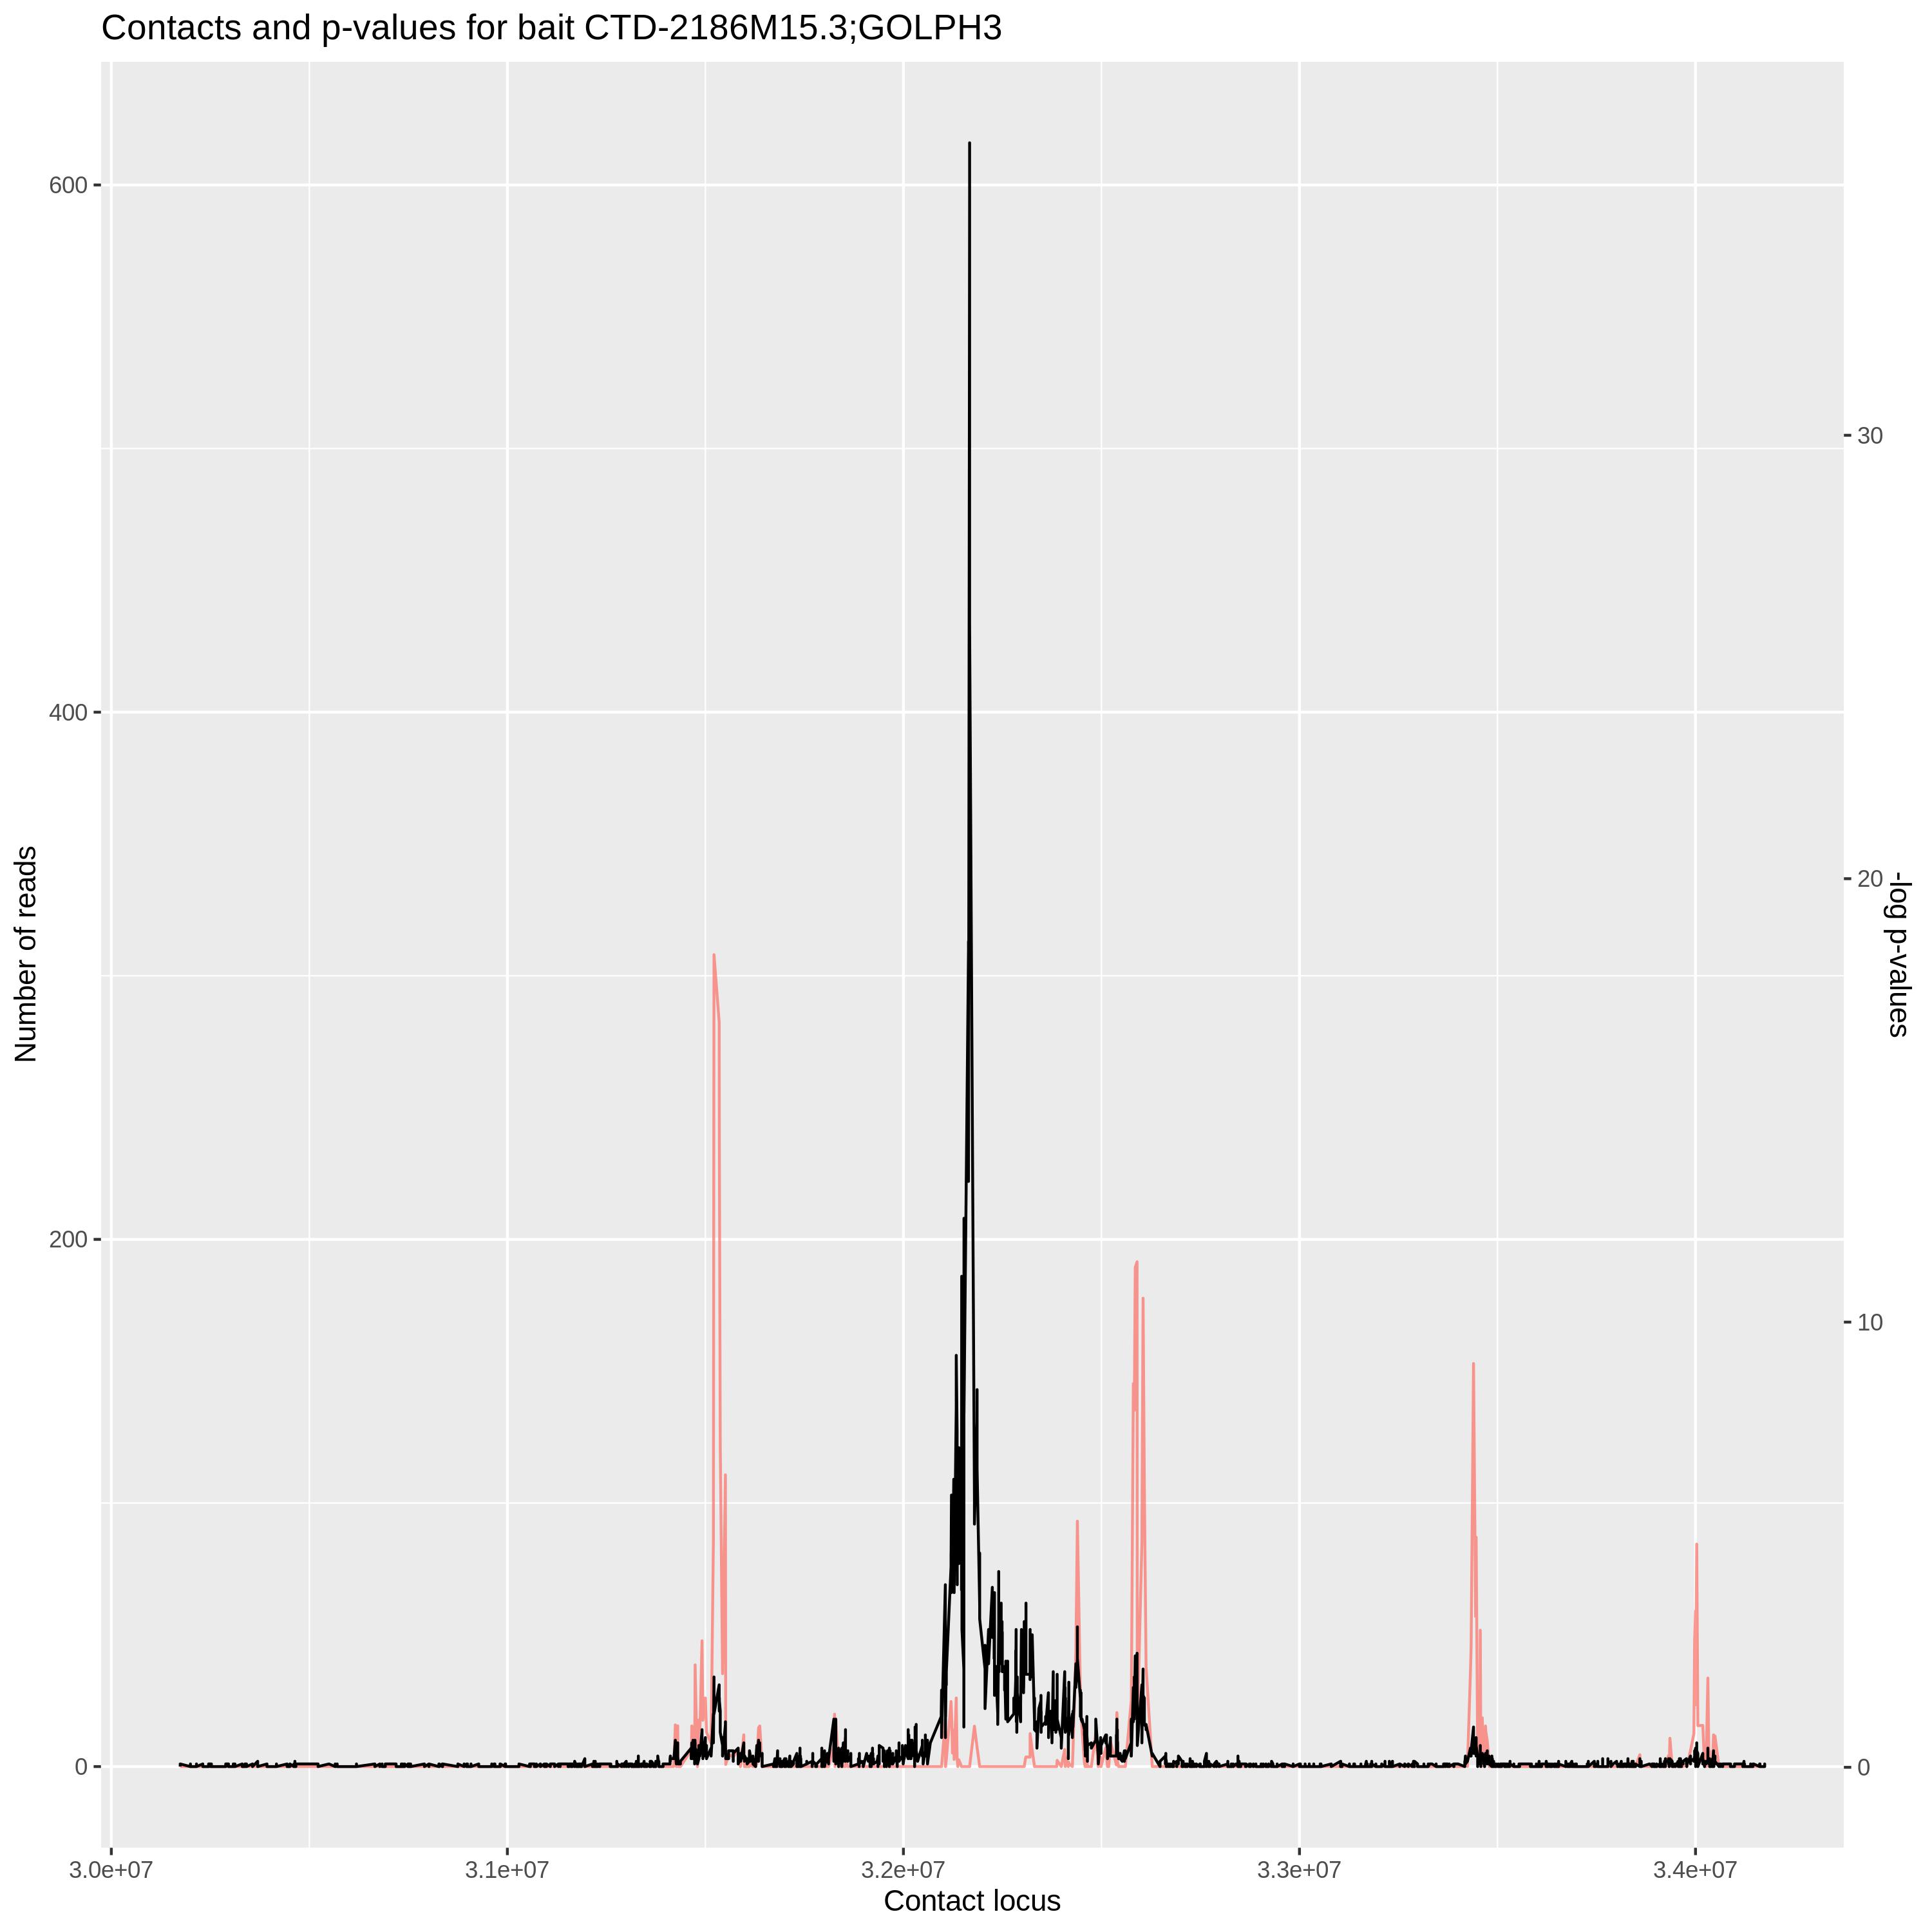 Contacts and p-values for bait CTD-2186M15.3;GOLPH3
600
400
200
0
Number of reads
30
20
10
0
-log p-values
3.0e+07 3.1e+07 3.2e+07 3.3e+07 3.4e+07
Contact locus